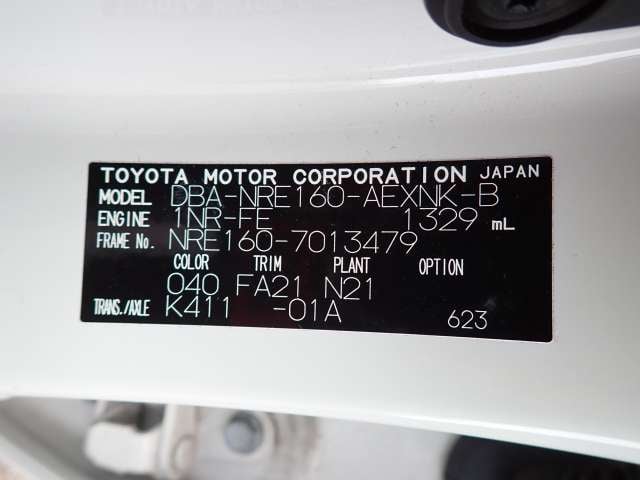 TOYOTA MOTOR CORPORATION JAPAN
MODEL DBA-NRE160-AEXNK-B
ENGINE 1NR-FE 1329 mL
FRAME No. NRE160-7013479
COLOR TRIM PLANT OPTION
040 FA21 N21
TRANS./AXLE K411 -01A 623